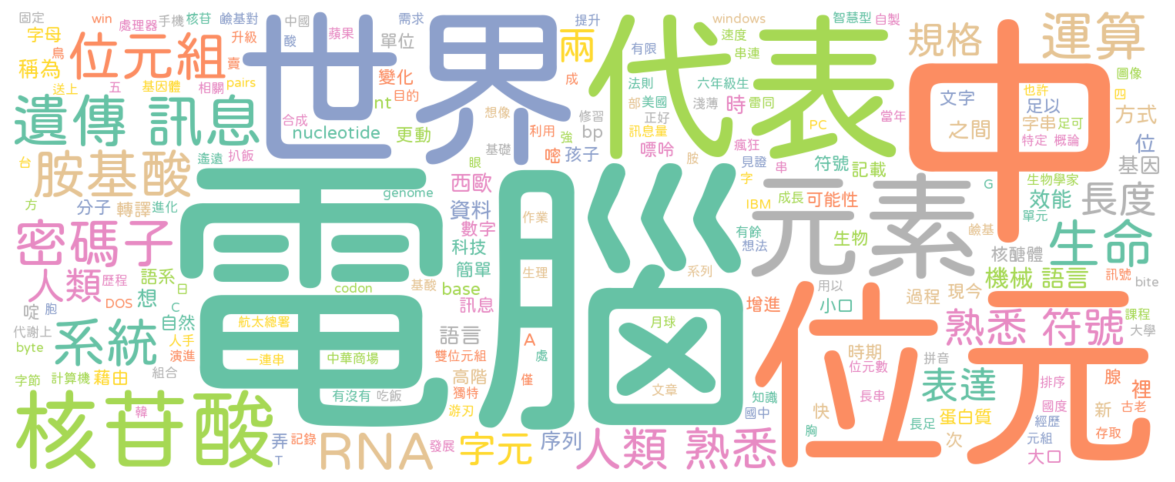 固定 win 手機 核苷 鹼基對 中國 需求 提升 windows 智慧型 自製
字母 處理器 升級 酸 蘋果 單位 世界 兩 有限 代表 速度 串連 規格 中 運算
鳥 位元組 賣 變化 法則 六年級生 圖像
稱為 五 基因體 相關 pairs 目的 成 部 美國 淺薄 時 雷同 也許 四
送上 nt 想像 修習 訊息量 正好 PC 當年 文字 足以
遺傳 訊息 合成 nucleotide 更動 利用 強 bp 瘋狂 之間 字串 足可 方式
基礎 嘧 孩子 嘌呤 見證 符號 記載 特定 概論 位
台 胺基酸 遙遠 扒飯 眼 胺 串 生物學家 基因
方 分子 轉譯 進化 genome 西歐 字 元素 成長 可能性 G 效能 長度
密碼子 電腦 資料 作業 IBM 有餘 單元
人類 歷程 語系 日 數字 科技 生理 想法 生物 鹼基 核醣體 生命
DOS 想 C codon 基酸 base 簡單 系列 用以 機械 語言 訊號 bite
啶 胞 自然 航太總署 訊息 月球 增進 小口 過程 現今 課程
代謝上 系統 人手 語言 A 位元 熟悉 符號 大學
byte 演進 一連串 中華商場 雙位元組 處 時期 拼音
字節 計算機 藉由 組合 高階 獨特 僅 位元數 表達 排序 腺 裡
有沒有 吃飯 游刃 文章 知識 長串 國度 新 古老
核苷酸 韓 國中 快 長足 蛋白質 經歷 存取
弄 記錄 RNA 發展 字元 序列 人類 熟悉 胸 次 元組
T 大口